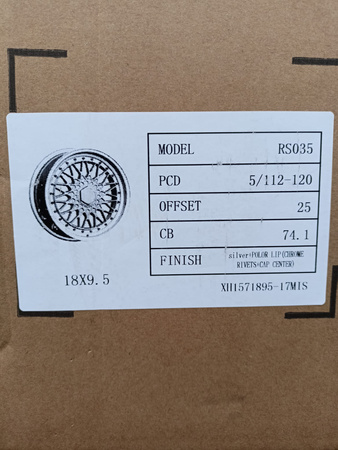 MODEL RS035
PCD 5/112-120
OFFSET 25
CB 74.1
FINISH silver+POLOR LIP(CHROME
RIVETS+CAP CENTER)
18X9.5
XH1571895-17MIS